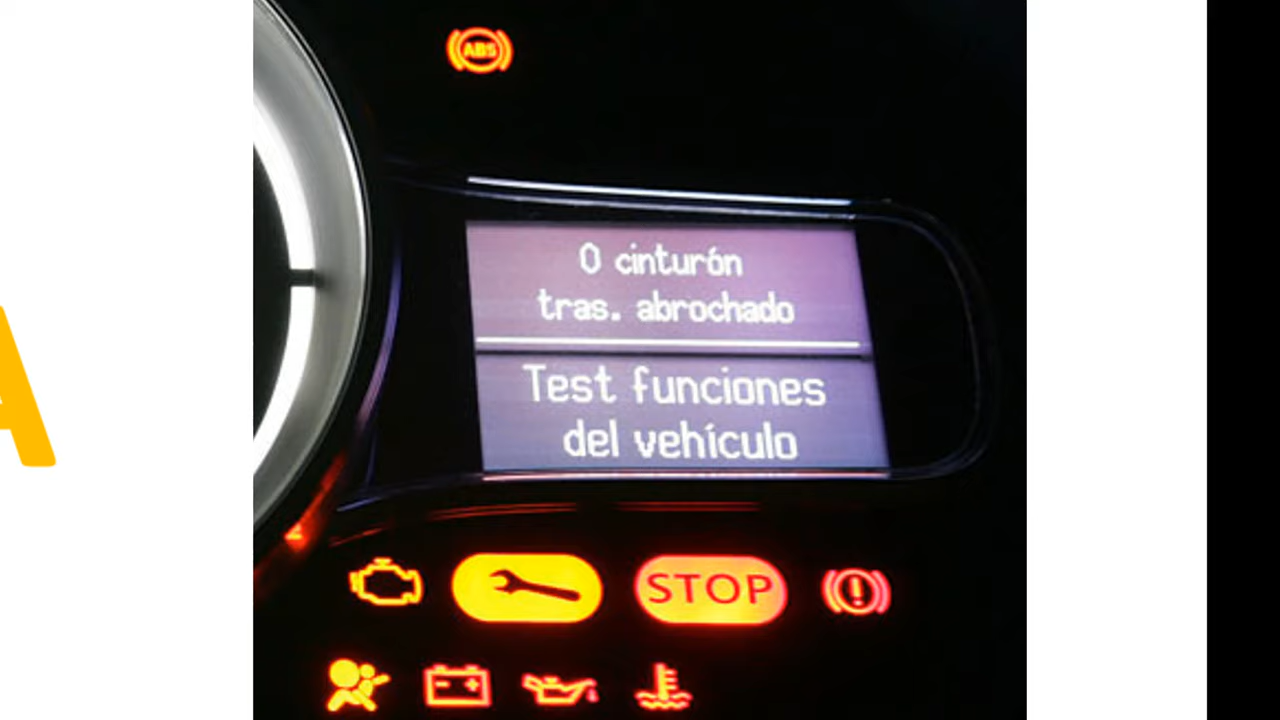 A
ABS
0 cinturón
tras. abrochado
Test funciones
del vehículo
STOP